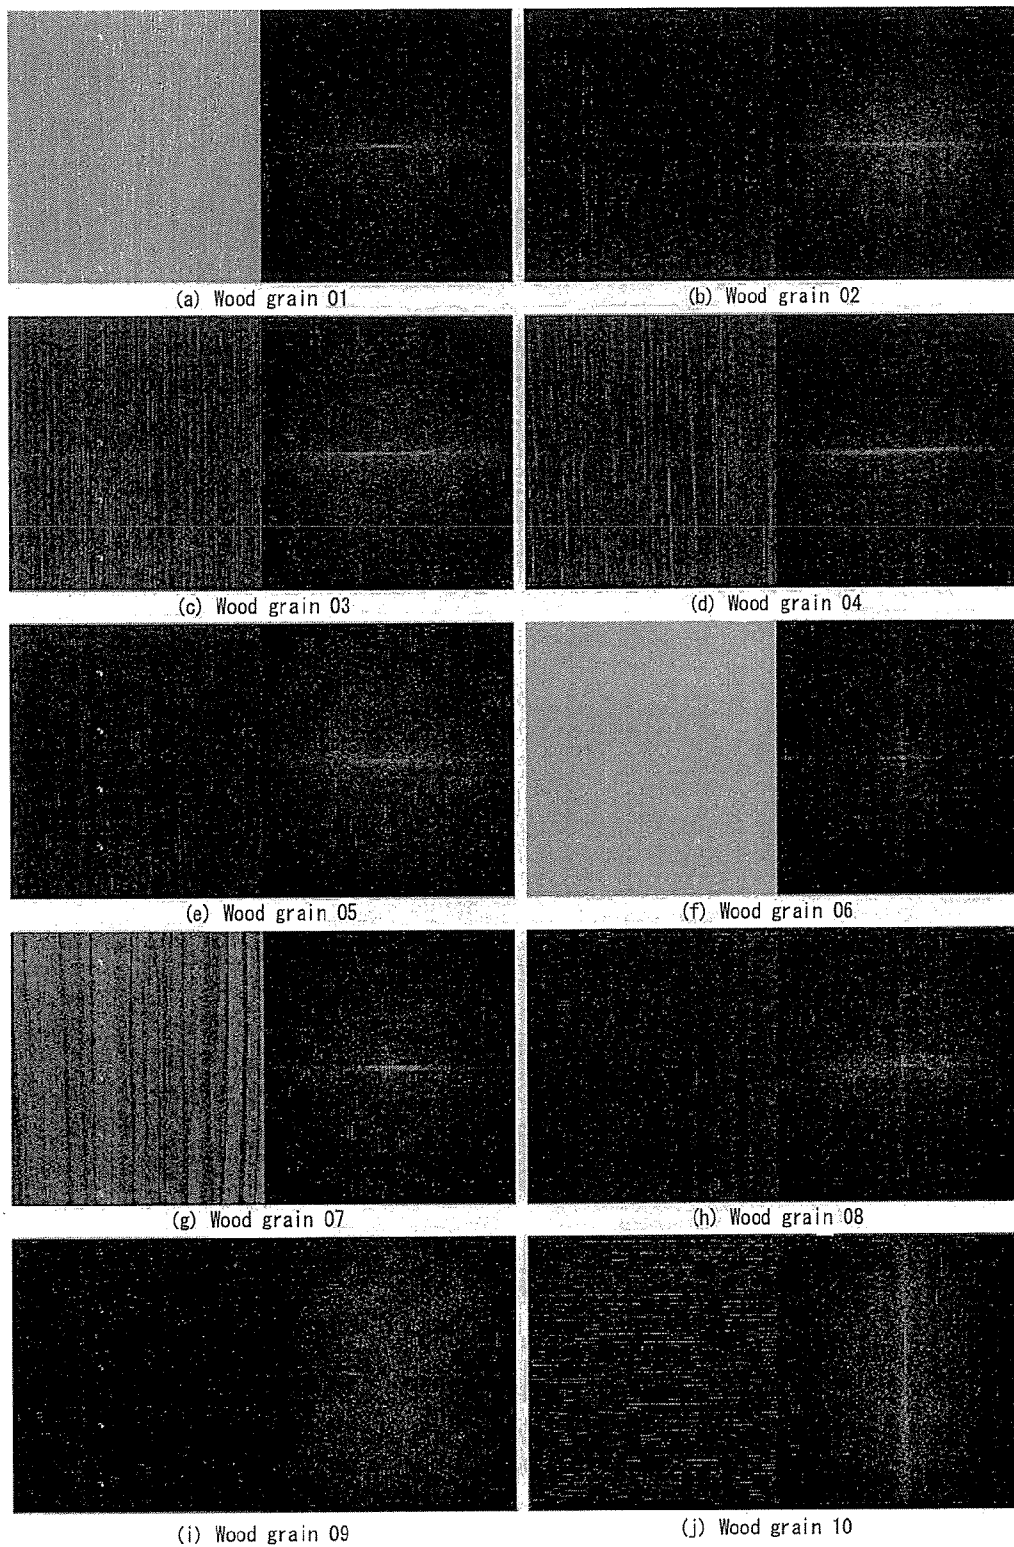 (a) Wood grain 01
(b) Wood grain 02
(c) Wood grain 03
(d) Wood grain 04
(e) Wood grain 05
(f) Wood grain 06
(g) Wood grain 07
(h) Wood grain 08
(i) Wood grain 09
(j) Wood grain 10